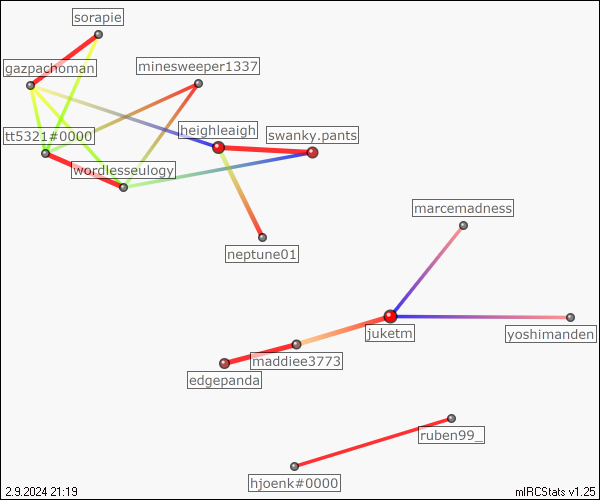 sorapie
gazpachoman
minesweeper1337
heighleaigh
tt5321#0000
swanky.pants
wordlesseulogy
marcemadness
neptune01
juketm
yoshimanden
maddiee3773
edgepanda
ruben99_
hjoenk#0000
2.9.2024 21:19
mIRCStats v1.25